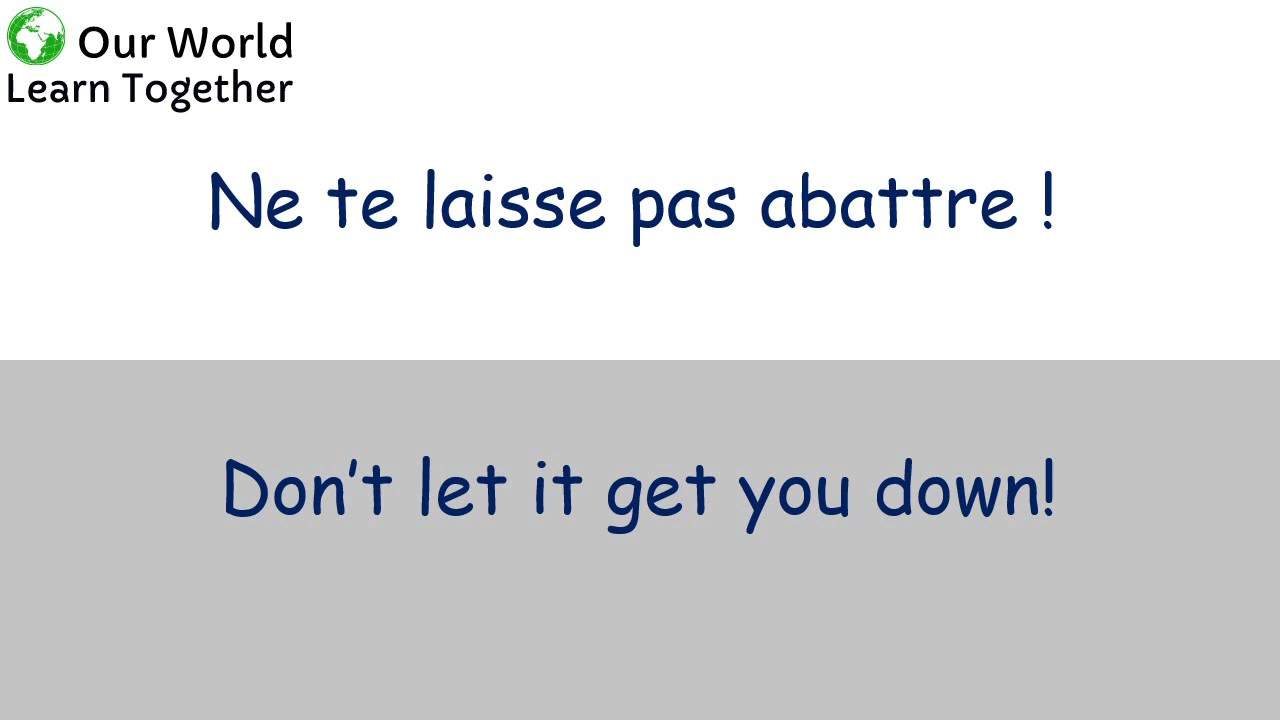 Our World
Learn Together
Ne te laisse pas abattre !
Don’t let it get you down!